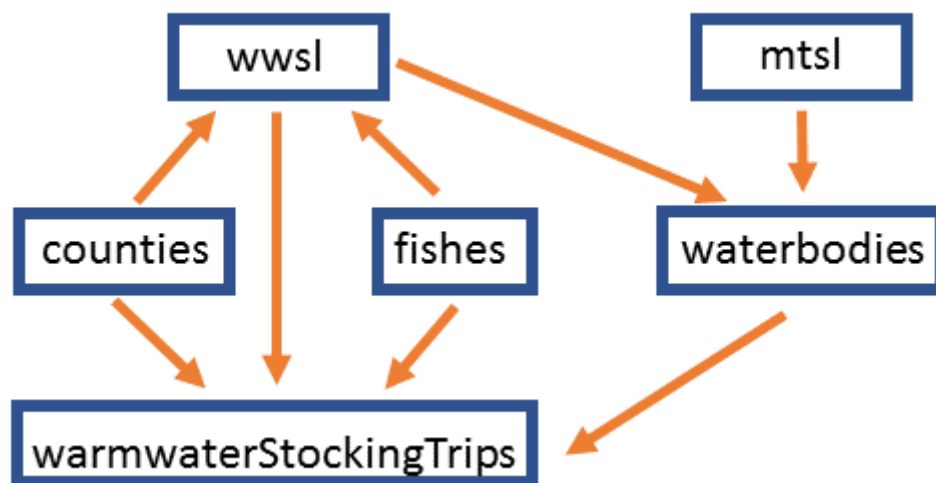 wwsl
mtsl
counties
fishes
waterbodies
warmwaterStockingTrips